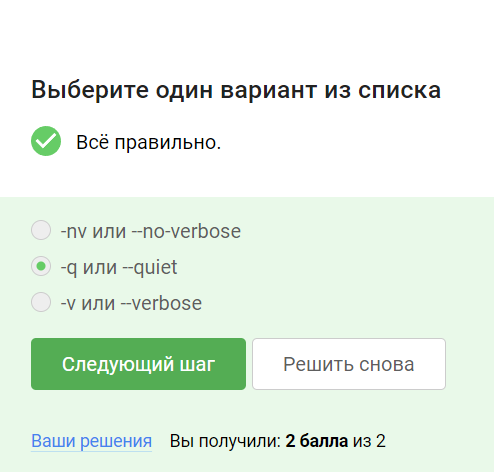 Выберите один вариант из списка
Всё правильно.
-nv или --no-verbose
-q или --quiet
-v или --verbose
Следующий шаг
Решить снова
Ваши решения Вы получили: 2 балла из 2